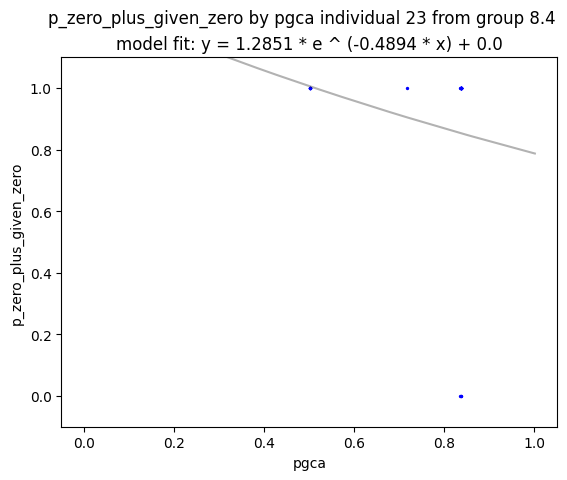 p_zero_plus_given_zero by pgca individual 23 from group 8.4
model fit: y = 1.2851 * e ^ (-0.4894 * x) + 0.0
1.0
0.8
0.6
0.4
0.2
0.0
p_zero_plus_given_zero
0.0 0.2 0.4 0.6 0.8 1.0
pgca